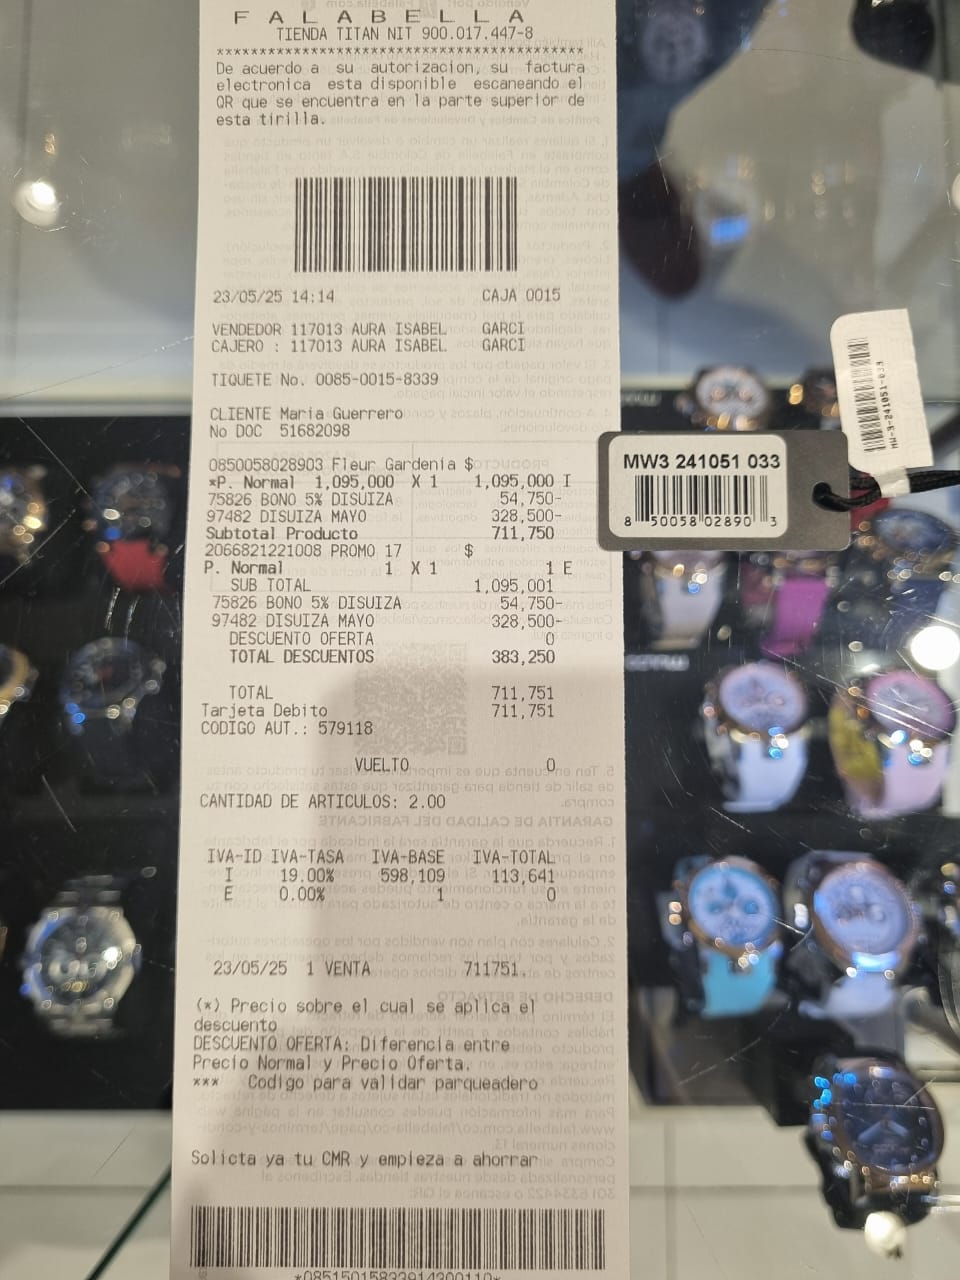 F A L A B E L L A
TIENDA TITAN NIT 900.017.447-8
******************************************
De acuerdo a su autorizacion, su factura
electronica esta disponible escaneando el
QR que se encuentra en la parte superior de
esta tirilla.
23/05/25 14:14 CAJA 0015
VENDEDOR 117013 AURA ISABEL GARCI
CAJERO : 117013 AURA ISABEL GARCI
TIQUETE No. 0085-0015-8339
CLIENTE Maria Guerrero
No DOC 51682098
0850058028903 Fleur Gardenia $
*P. Normal 1,095,000 X 1 1,095,000 I
75826 BONO 5% DISUIZA 54,750-
97482 DISUIZA MAYO 328,500-
Subtotal Producto 711,750
2066821221008 PROMO 17 $
P. Normal 1 X 1 1 E
SUB TOTAL 1,095,001
75826 BONO 5% DISUIZA 54,750-
97482 DISUIZA MAYO 328,500-
DESCUENTO OFERTA 0
TOTAL DESCUENTOS 383,250
TOTAL 711,751
Tarjeta Debito 711,751
CODIGO AUT.: 579118
VUELTO 0
CANTIDAD DE ARTICULOS: 2.00
IVA-ID IVA-TASA IVA-BASE IVA-TOTAL
I 19.00% 598,109 113,641
E 0.00% 1 0
23/05/25 1 VENTA 711751.
(*) Precio sobre el cual se aplica el
descuento
DESCUENTO OFERTA: Diferencia entre
Precio Normal y Precio Oferta.
*** Codigo para validar parqueadero
Solicta ya tu CMR y empieza a ahorrar
MW3 241051 033
8 50058 02890 3
MW-3-241051-033